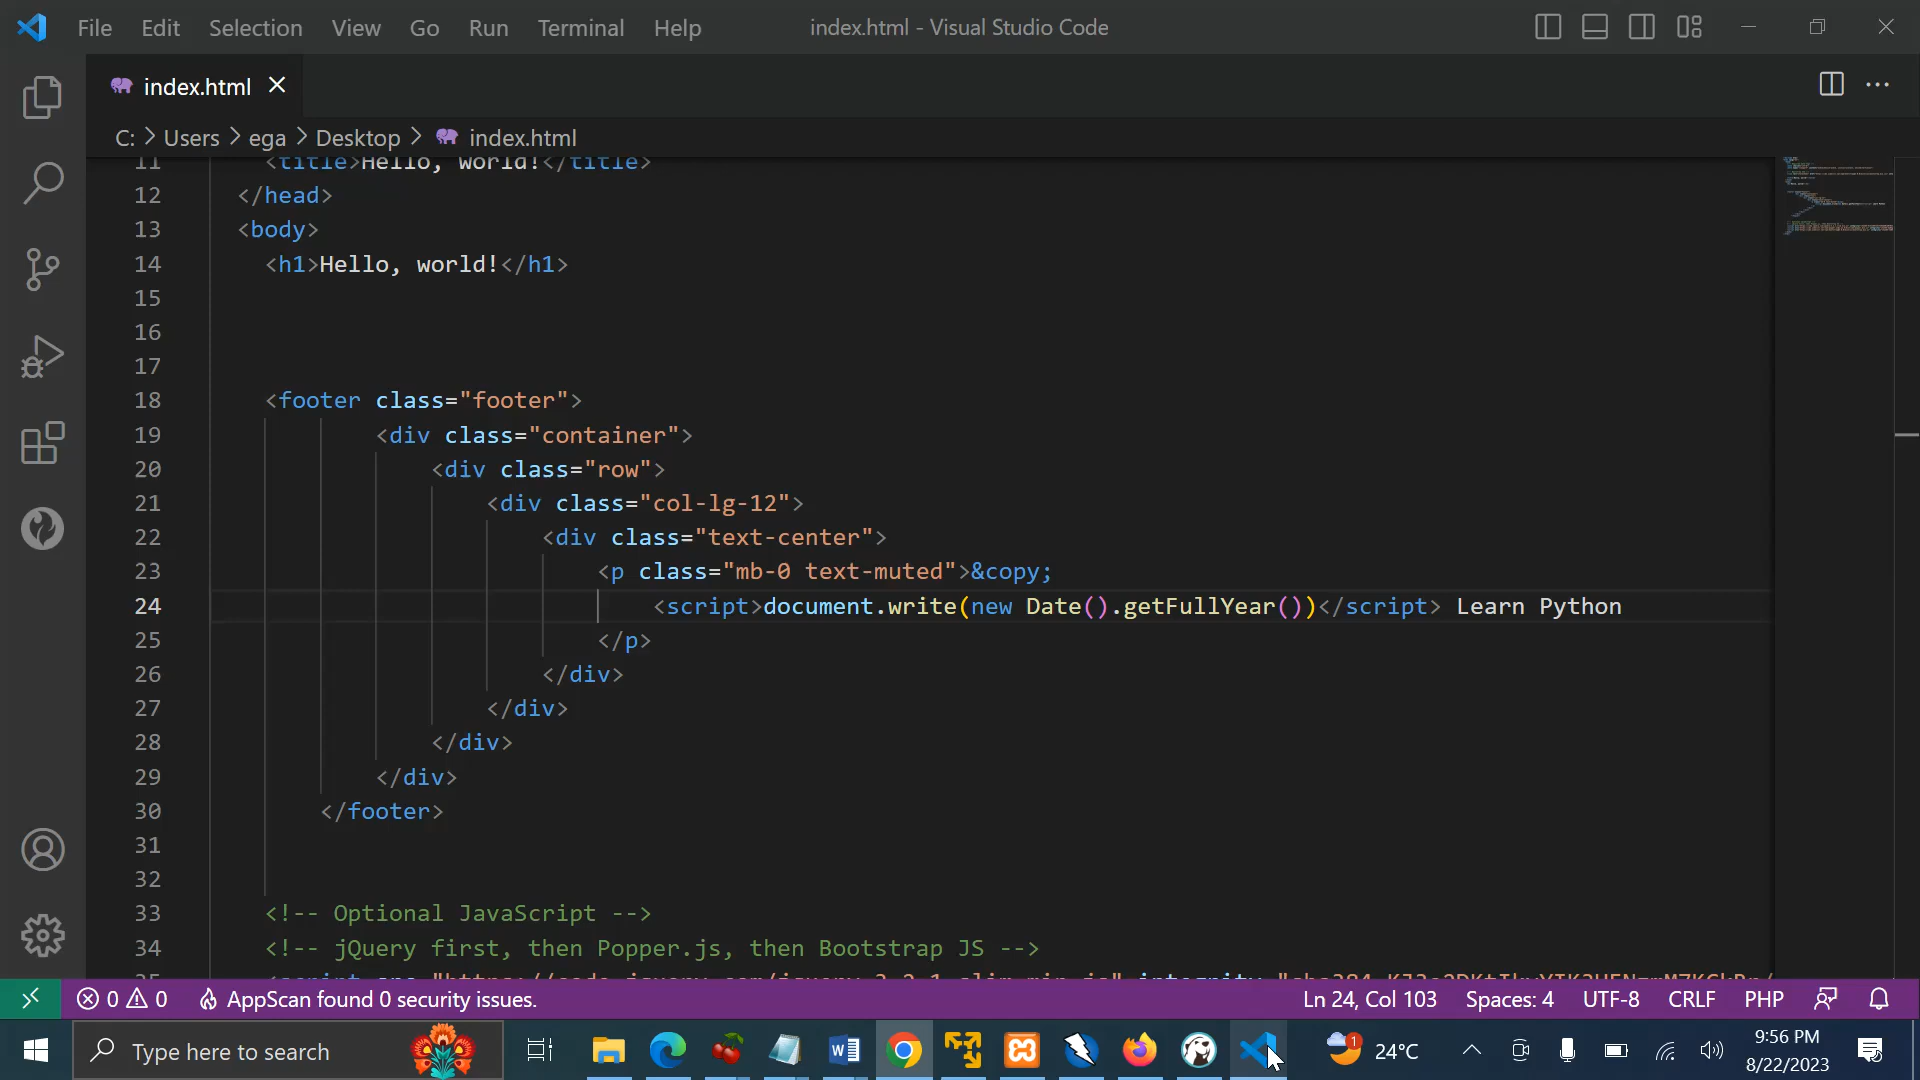 File Edit Selection View Go Run Terminal Help index.html - Visual Studio Code
index.html
C: > Users > ega > Desktop > index.html
11 <title>Hello, world!</title>
12 </head>
13 <body>
14 <h1>Hello, world!</h1>
15
16
17
18 <footer class="footer">
19 <div class="container">
20 <div class="row">
21 <div class="col-lg-12">
22 <div class="text-center">
23 <p class="mb-0 text-muted">&copy;
24 <script>document.write(new Date().getFullYear())</script> Learn Python
25 </p>
26 </div>
27 </div>
28 </div>
29 </div>
30 </footer>
31
32
33 <!-- Optional JavaScript -->
34 <!-- jQuery first, then Popper.js, then Bootstrap JS -->
0 0 AppScan found 0 security issues. Ln 24, Col 103 Spaces: 4 UTF-8 CRLF PHP
Type here to search 1 24°C 9:56 PM
8/22/2023